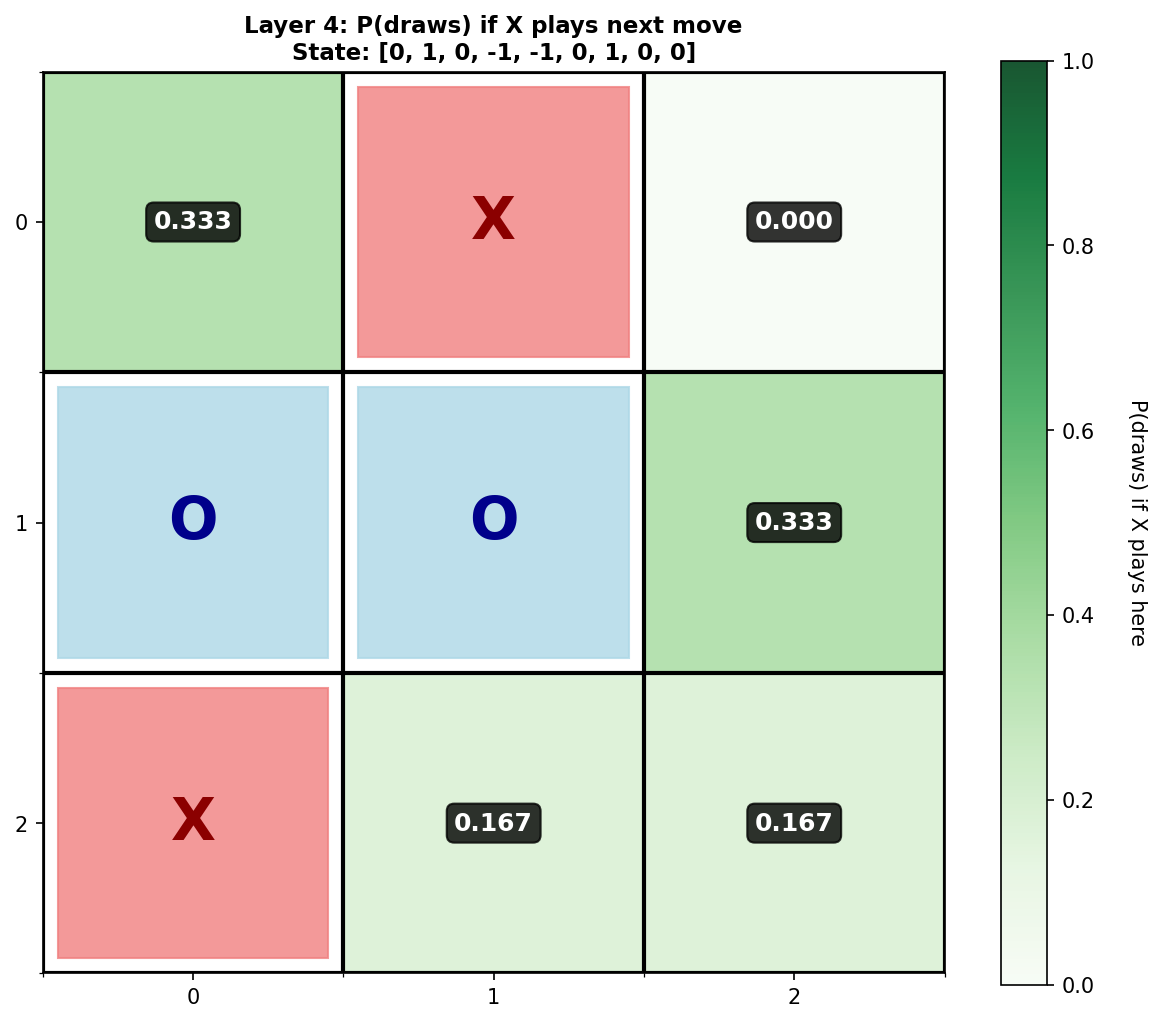 Layer 4: P(draws) if X plays next move
State: [0, 1, 0, -1, -1, 0, 1, 0, 0]
0.333
X
0.000
O
O
0.333
X
0.167
0.167
0
1
2
0
1
2
1.0
0.8
0.6
0.4
0.2
0.0
P(draws) if X plays here